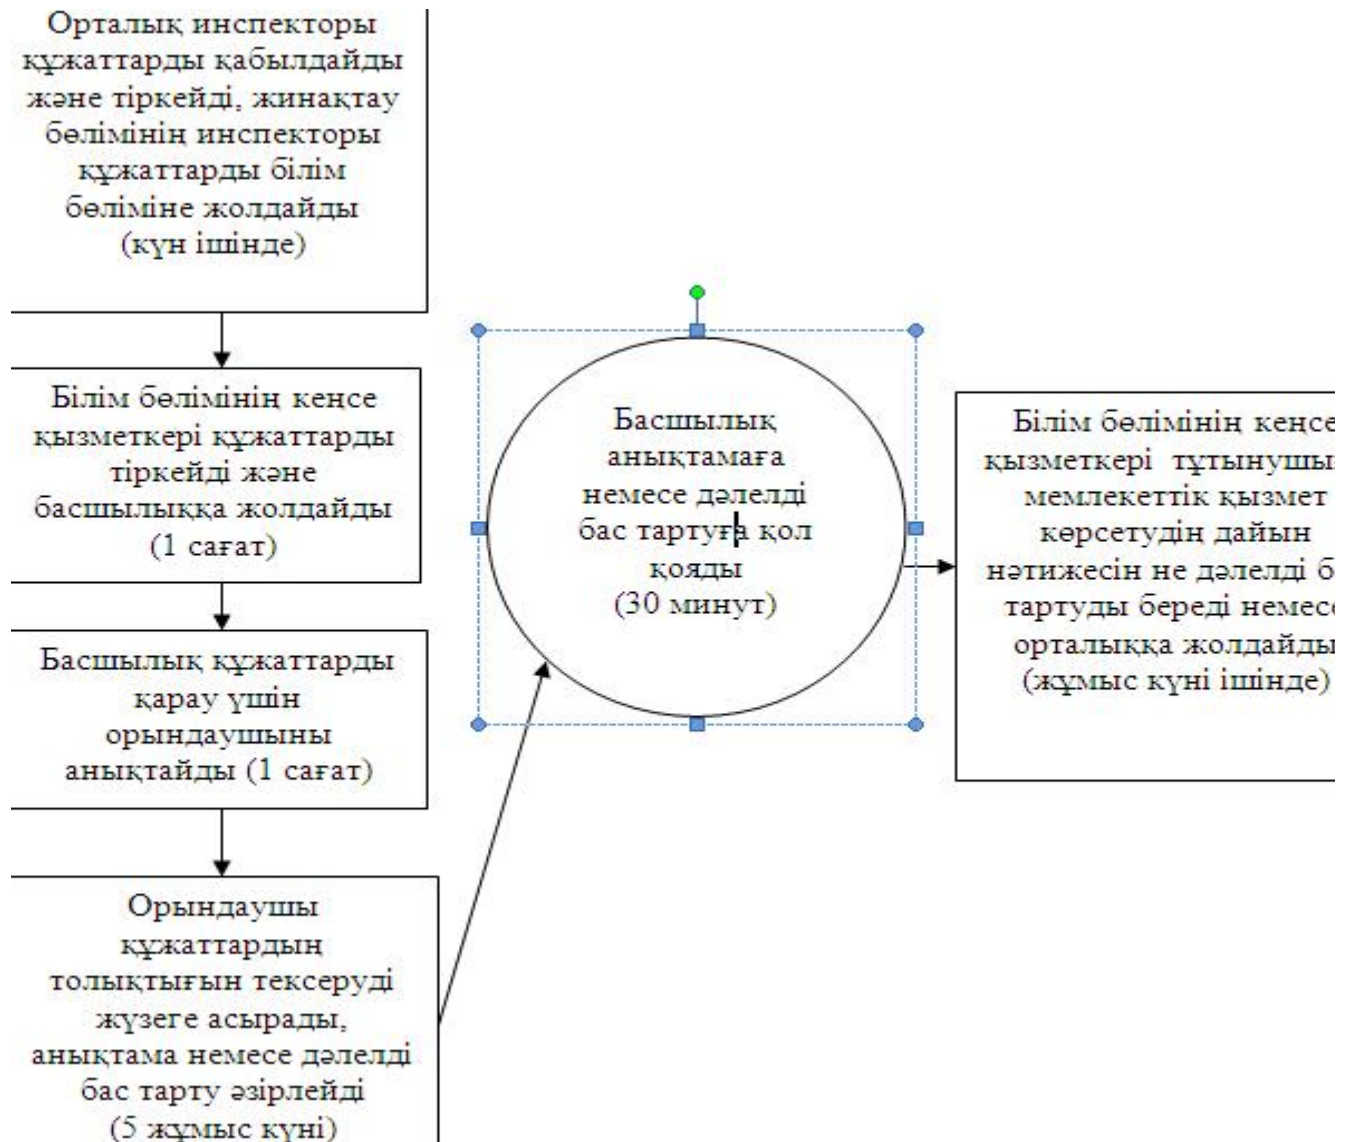 Орталық инспекторы
құжаттарды қабылдайды
және тіркейді, жинақтау
бөлімінің инспекторы
құжаттарды білім
бөліміне жолдайды
(күн ішінде)
Білім бөлімінің кеңсе
қызметкері құжаттарды
тіркейді және
басшылыққа жолдайды
(1 сағат)
Басшылық құжаттарды
қарау үшін
орындаушыны
анықтайды (1 сағат)
Орындаушы
құжаттардың
толықтығын тексеруді
жүзеге асырады,
анықтама немесе дәлелді
бас тарту әзірлейді
(5 жұмыс күні)
Басшылық
анықтамаға
немесе дәлелді
бас тартуға қол
қояды
(30 минут)
Білім бөлімінің кеңсе
қызметкері
мемлекеттік қызмет
көрсетудің дайын
нәтижесін не дәлелді
тартуды береді немесе
орталыққа жолдайды
(жұмыс күні ішінде)